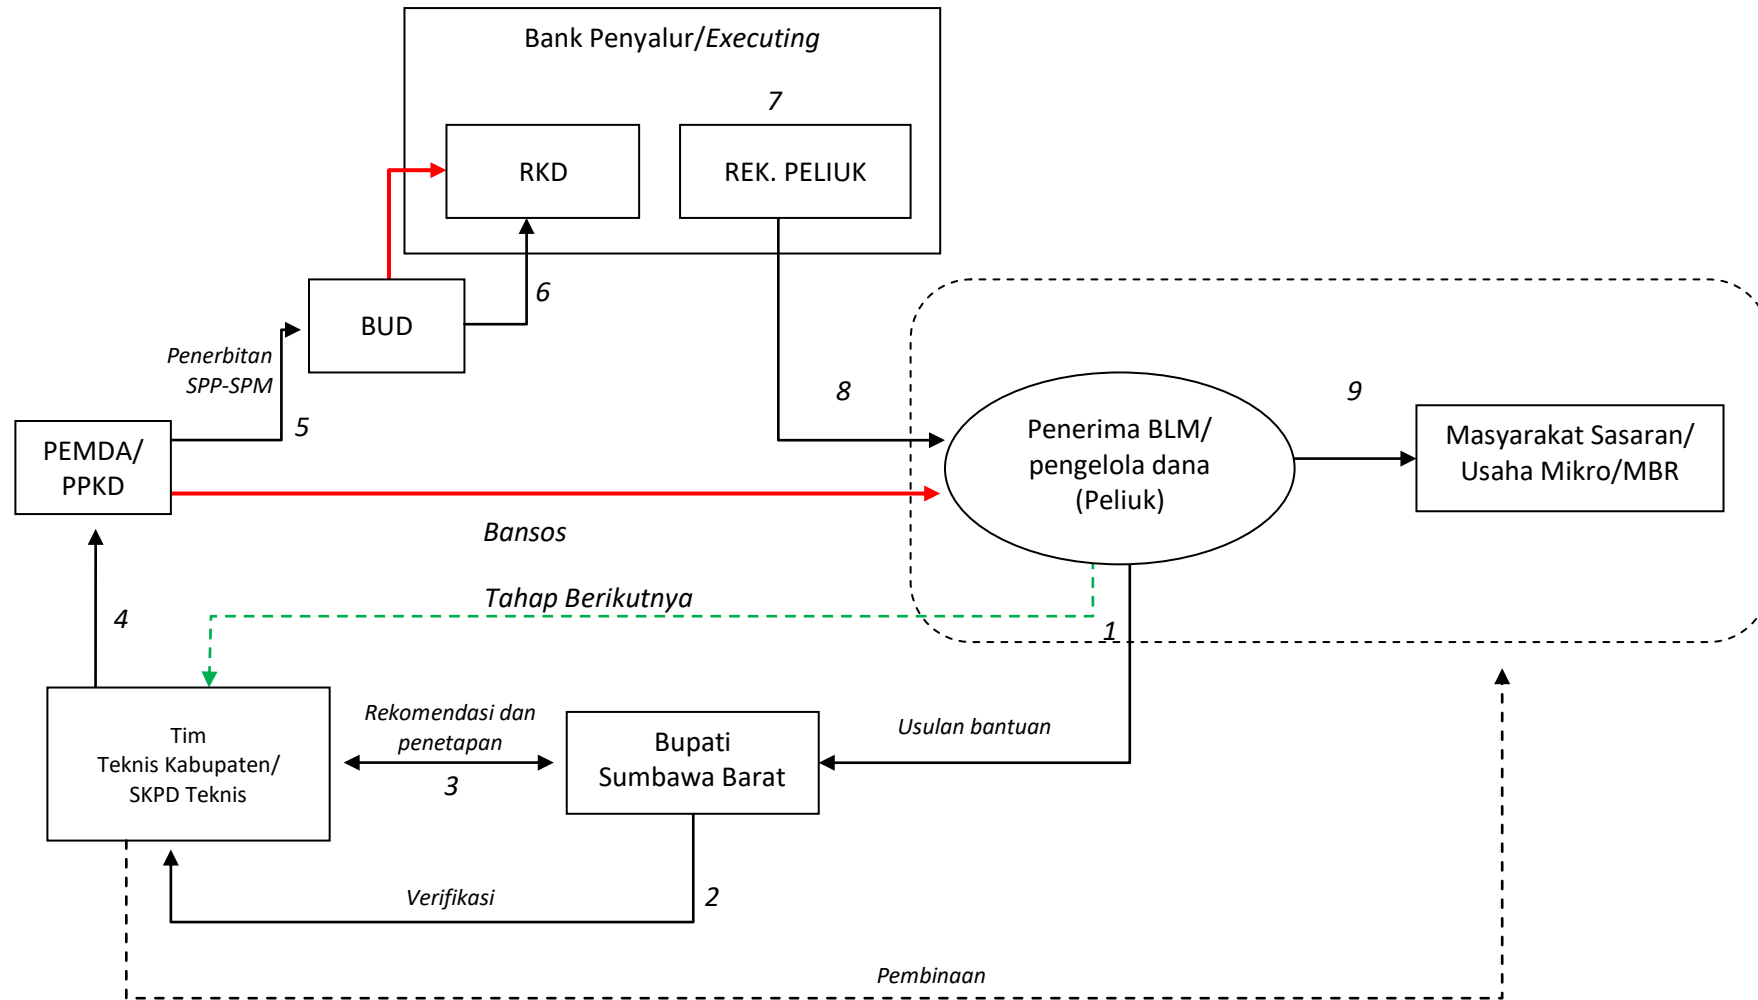 Bank Penyalur/Executing
7
RKD
REK. PELIUK
6
BUD
Penerbitan
SPP-SPM
5
8
9
PEMDA/
PPKD
Penerima BLM/
pengelola dana
(Peliuk)
Masyarakat Sasaran/
Usaha Mikro/MBR
Bansos
Tahap Berikutnya
4
1
Tim
Teknis Kabupaten/
SKPD Teknis
Rekomendasi dan
penetapan
3
Bupati
Sumbawa Barat
Usulan bantuan
Verifikasi
2
Pembinaan